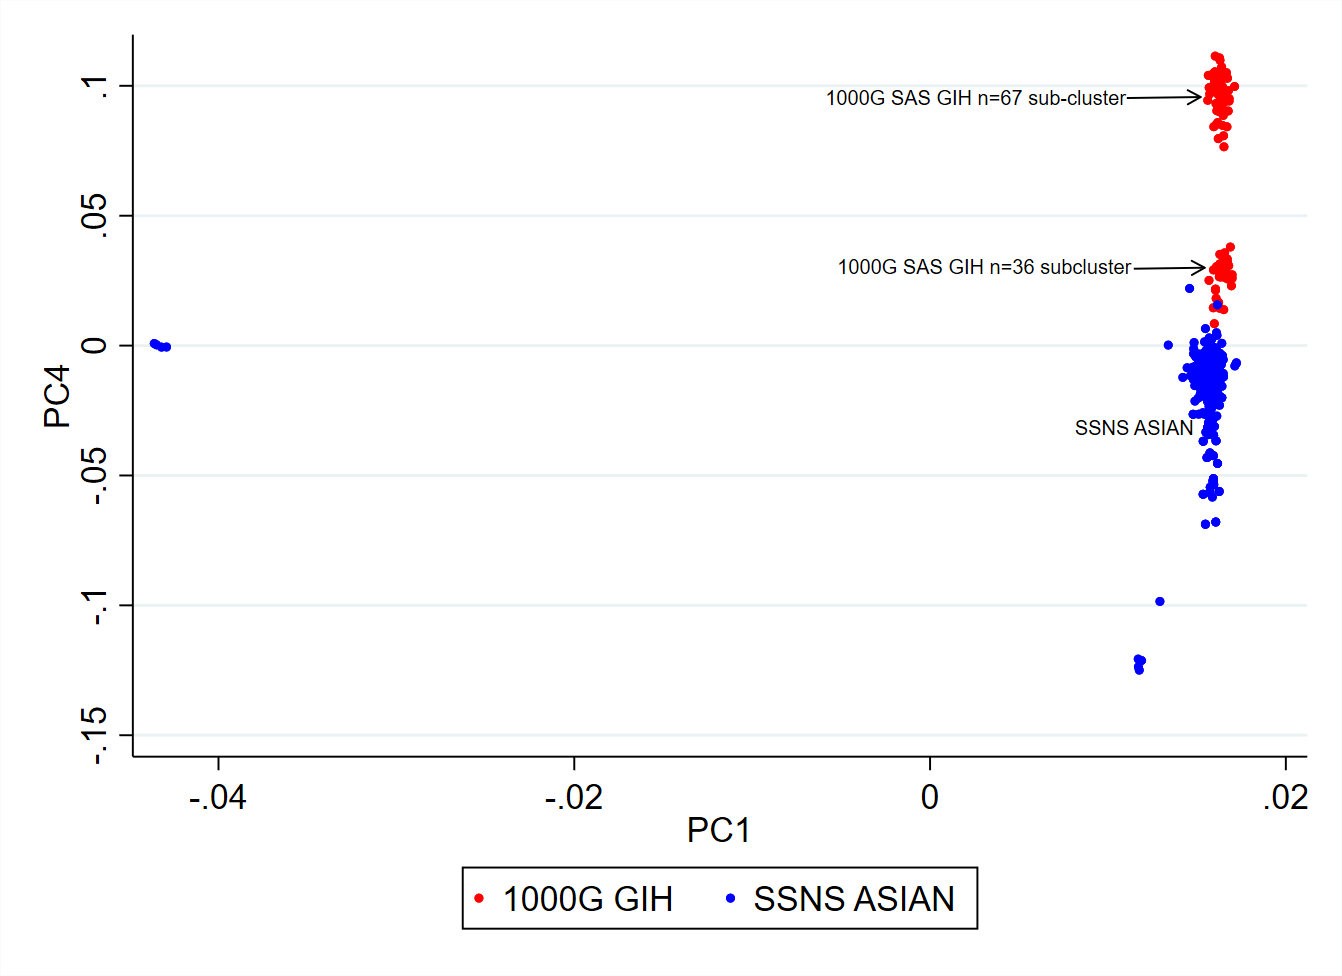 .1
.05
0
-.05
-.1
-.15
PC4
1000G SAS GIH n=67 sub-cluster
1000G SAS GIH n=36 subcluster
SSNS ASIAN
-.04 -.02 0 .02
PC1
1000G GIH SSNS ASIAN